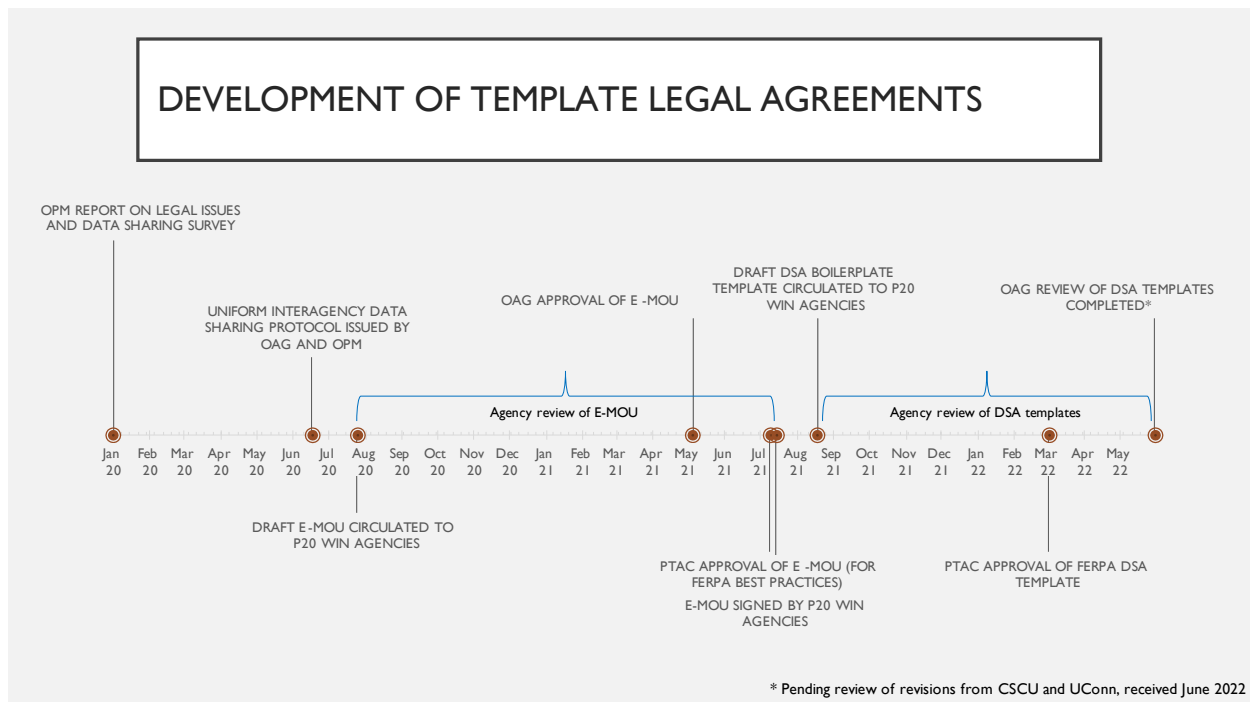 DEVELOPMENT OF TEMPLATE LEGAL AGREEMENTS
OPM REPORT ON LEGAL ISSUES
AND DATA SHARING SURVEY
UNIFORM INTERAGENCY DATA
SHARING PROTOCOL ISSUED BY
OAG AND OPM
OAG APPROVAL OF E -MOU
DRAFT DSA BOILERPLATE
TEMPLATE CIRCULATED TO P20
WIN AGENCIES
OAG REVIEW OF DSA TEMPLATES
COMPLETED*
Agency review of E-MOU
Agency review of DSA templates
Jan Feb Mar Apr May Jun Jul Aug Sep Oct Nov Dec Jan Feb Mar Apr May Jun Jul Aug Sep Oct Nov Dec Jan Feb Mar Apr May
20 20 20 20 20 20 20 20 20 20 20 20 21 21 21 21 21 21 21 21 21 21 21 21 22 22 22 22 22
DRAFT E-MOU CIRCULATED TO
P20 WIN AGENCIES
PTAC APPROVAL OF E -MOU (FOR
FERPA BEST PRACTICES)
E-MOU SIGNED BY P20 WIN
AGENCIES
PTAC APPROVAL OF FERPA DSA
TEMPLATE
* Pending review of revisions from CSCU and UConn, received June 2022